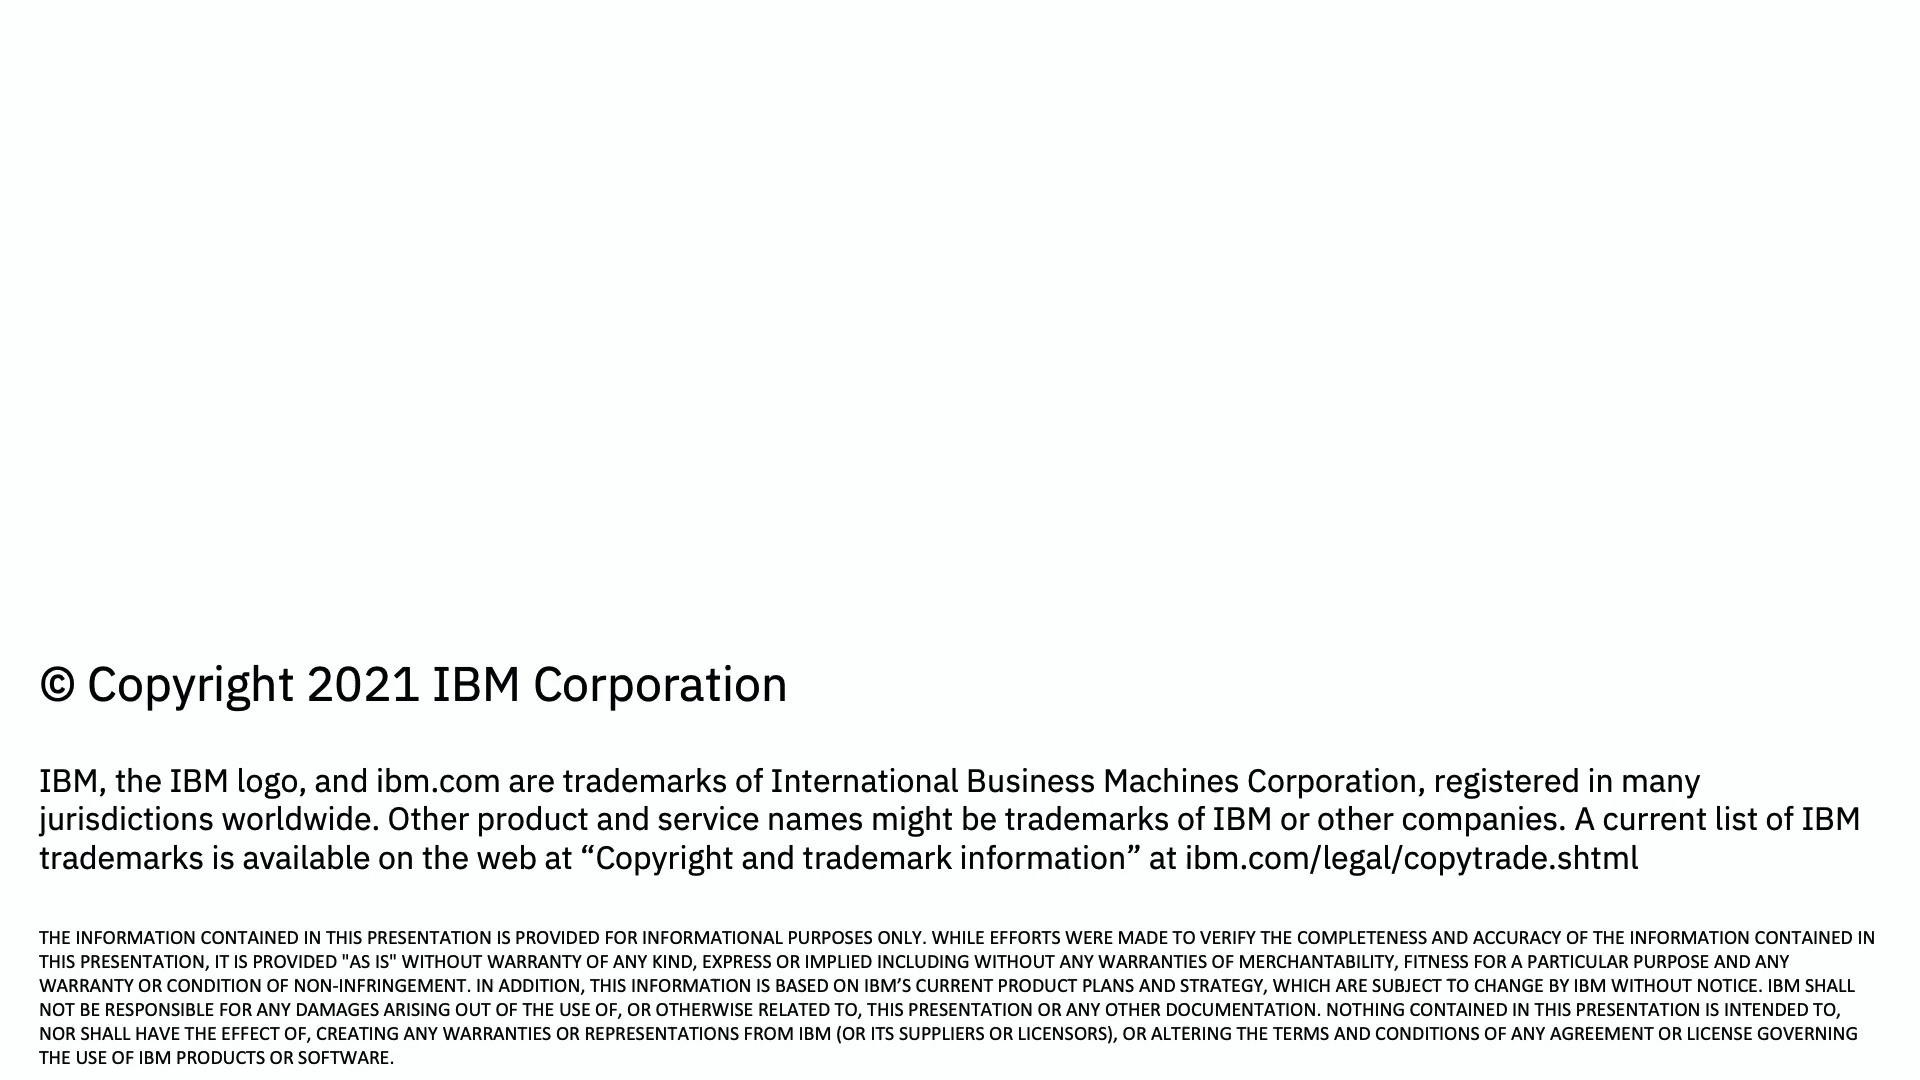 © Copyright 2021 IBM Corporation
IBM, the IBM logo, and ibm.com are trademarks of International Business Machines Corporation, registered in many
jurisdictions worldwide. Other product and service names might be trademarks of IBM or other companies. A current list of IBM
trademarks is available on the web at “Copyright and trademark information” at ibm.com/legal/copytrade.shtml
THE INFORMATION CONTAINED IN THIS PRESENTATION IS PROVIDED FOR INFORMATIONAL PURPOSES ONLY. WHILE EFFORTS WERE MADE TO VERIFY THE COMPLETENESS AND ACCURACY OF THE INFORMATION CONTAINED IN
THIS PRESENTATION, IT IS PROVIDED "AS IS" WITHOUT WARRANTY OF ANY KIND, EXPRESS OR IMPLIED INCLUDING WITHOUT ANY WARRANTIES OF MERCHANTABILITY, FITNESS FOR A PARTICULAR PURPOSE AND ANY
WARRANTY OR CONDITION OF NON-INFRINGEMENT. IN ADDITION, THIS INFORMATION IS BASED ON IBM’S CURRENT PRODUCT PLANS AND STRATEGY, WHICH ARE SUBJECT TO CHANGE BY IBM WITHOUT NOTICE. IBM SHALL
NOT BE RESPONSIBLE FOR ANY DAMAGES ARISING OUT OF THE USE OF, OR OTHERWISE RELATED TO, THIS PRESENTATION OR ANY OTHER DOCUMENTATION. NOTHING CONTAINED IN THIS PRESENTATION IS INTENDED TO,
NOR SHALL HAVE THE EFFECT OF, CREATING ANY WARRANTIES OR REPRESENTATIONS FROM IBM (OR ITS SUPPLIERS OR LICENSORS), OR ALTERING THE TERMS AND CONDITIONS OF ANY AGREEMENT OR LICENSE GOVERNING
THE USE OF IBM PRODUCTS OR SOFTWARE.